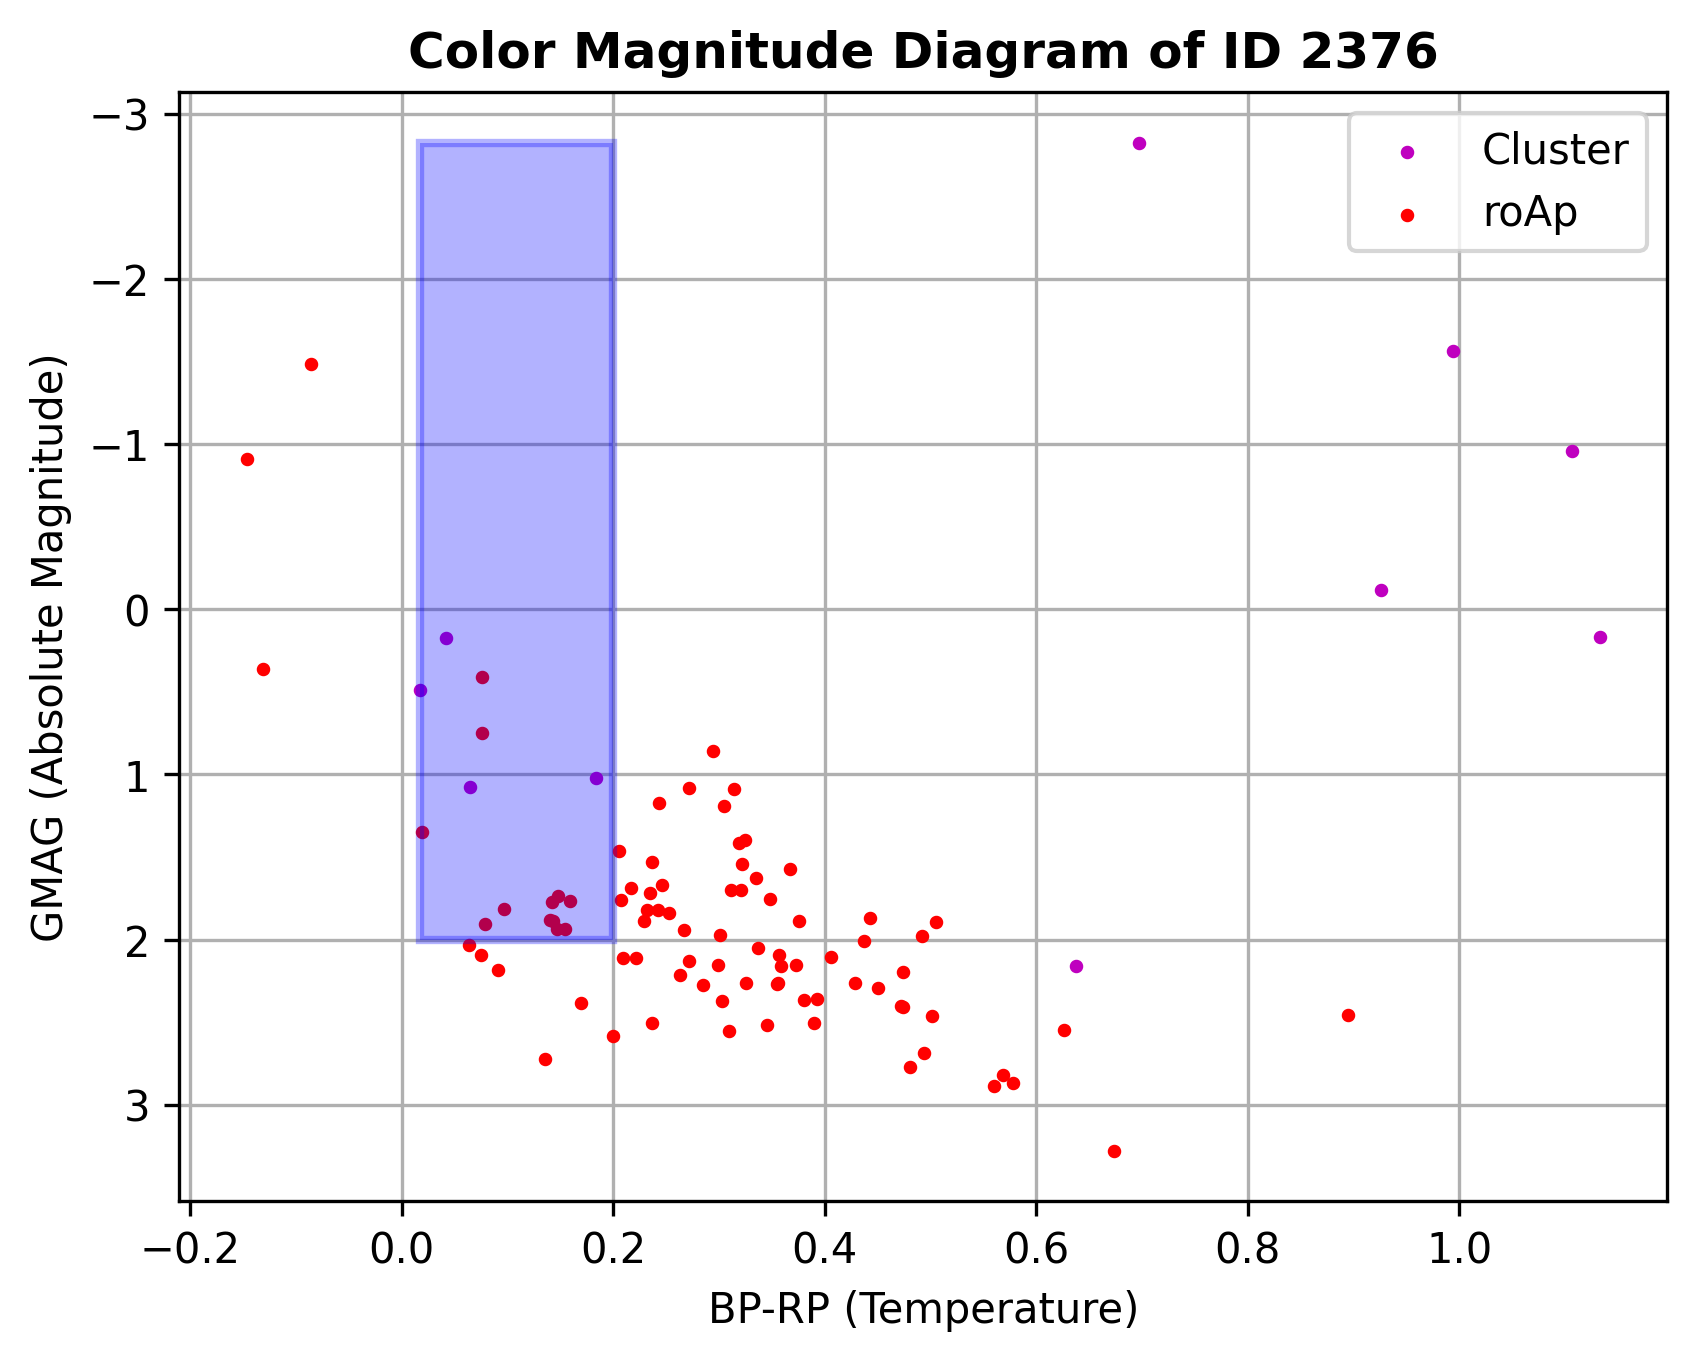 Color Magnitude Diagram of ID 2376
Cluster
roAp
GMAG (Absolute Magnitude)
−3
−2
−1
0
1
2
3
−0.2 0.0 0.2 0.4 0.6 0.8 1.0
BP-RP (Temperature)